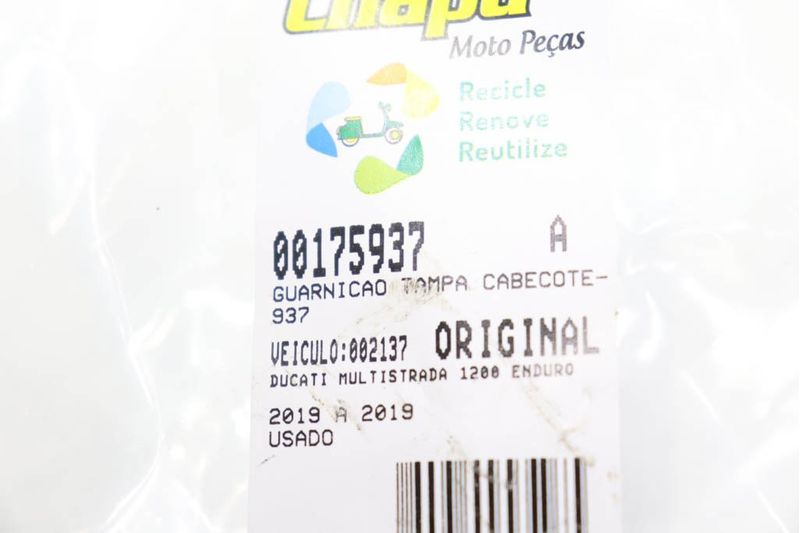 Chapa
Moto Peças
Recicle
Renove
Reutilize
00175937 A
GUARNICAO TAMPA CABECOTE-
937
VEICULO:002137 ORIGINAL
DUCATI MULTISTRADA 1200 ENDURO
2019 A 2019
USADO